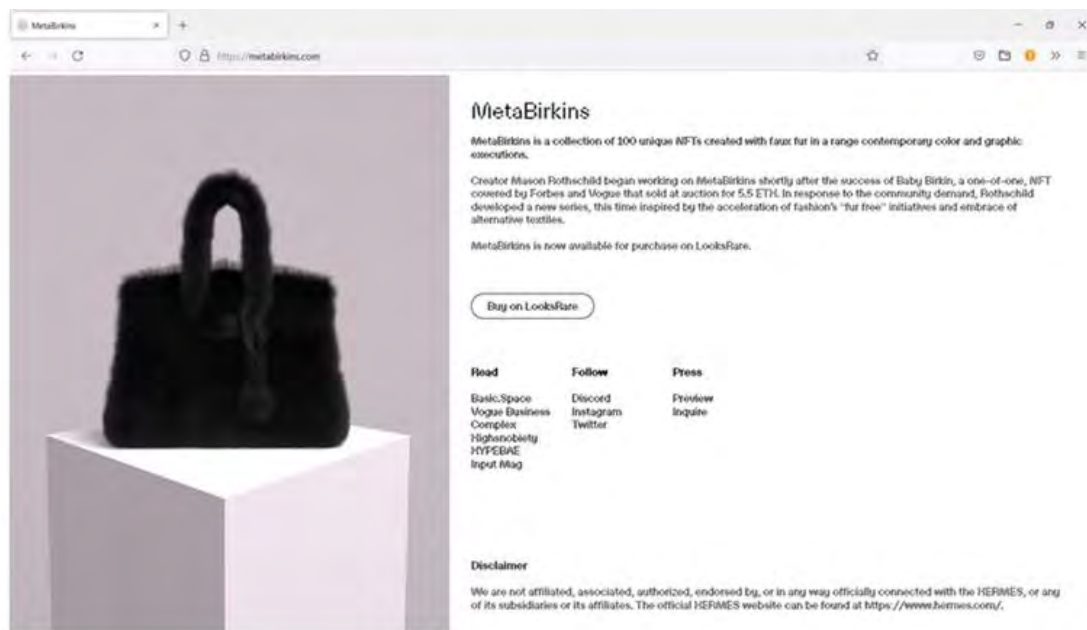 MetaBirkins
https://metabirkins.com
MetaBirkins
MetaBirkins is a collection of 100 unique NFTs created with faux fur in a range contemporary color and graphic
executions.
Creator Mason Rothschild began working on MetaBirkins shortly after the success of Baby Birkin, a one-of-one, NFT
covered by Forbes and Vogue that sold at auction for 5.5 ETH. In response to the community demand, Rothschild
developed a new series, this time inspired by the acceleration of fashion's "fur free" initiatives and embrace of
alternative textiles.
MetaBirkins is now available for purchase on LooksRare.
Buy on LooksRare
Read
Basic.Space
Vogue Business
Complex
Highsnobiety
HYPEBAE
Input Mag
Follow
Discord
Instagram
Twitter
Press
Preview
Inquire
Disclaimer
We are not affiliated, associated, authorized, endorsed by, or in any way officially connected with the HERMES, or any
of its subsidiaries or its affiliates. The official HERMES website can be found at https://www.hermes.com/.